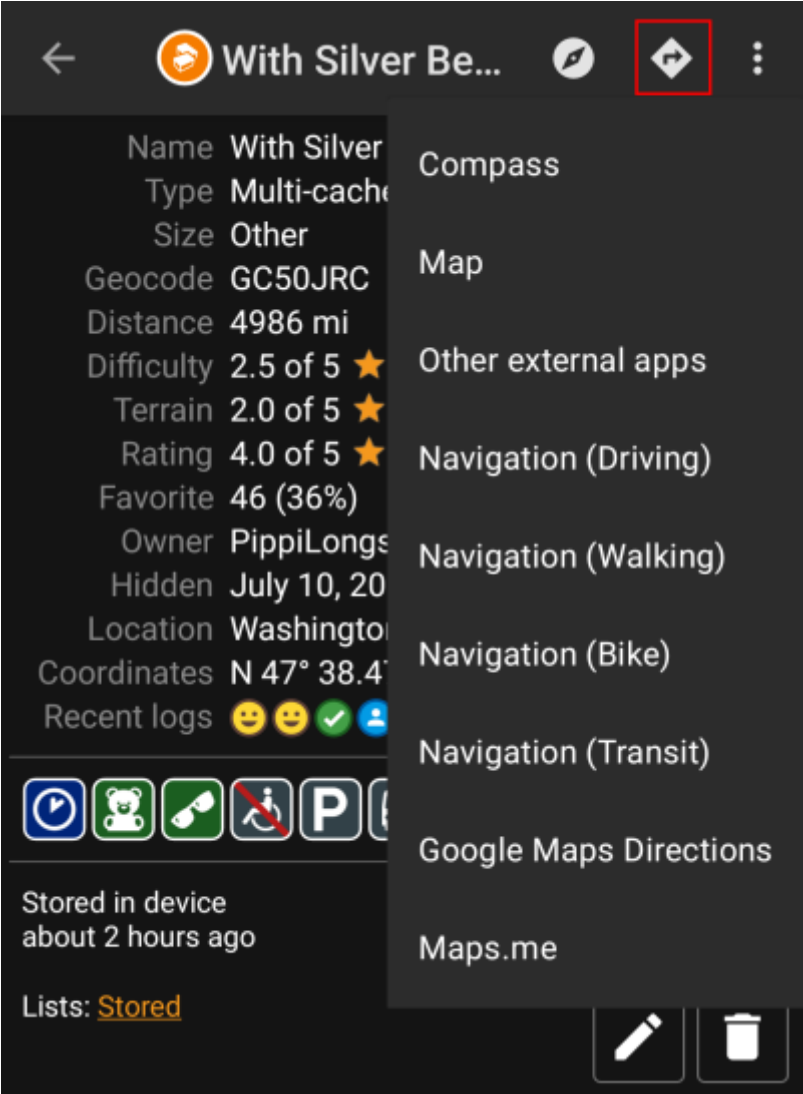 With Silver Be...
Name With Silver
Type Multi-cache
Size Other
Geocode GC50JRC
Distance 4986 mi
Difficulty 2.5 of 5
Terrain 2.0 of 5
Rating 4.0 of 5
Favorite 46 (36%)
Owner PippiLongs
Hidden July 10, 20
Location Washington
Coordinates N 47° 38.4
Recent logs
P
Stored in device
about 2 hours ago
Lists: Stored
Compass
Map
Other external apps
Navigation (Driving)
Navigation (Walking)
Navigation (Bike)
Navigation (Transit)
Google Maps Directions
Maps.me